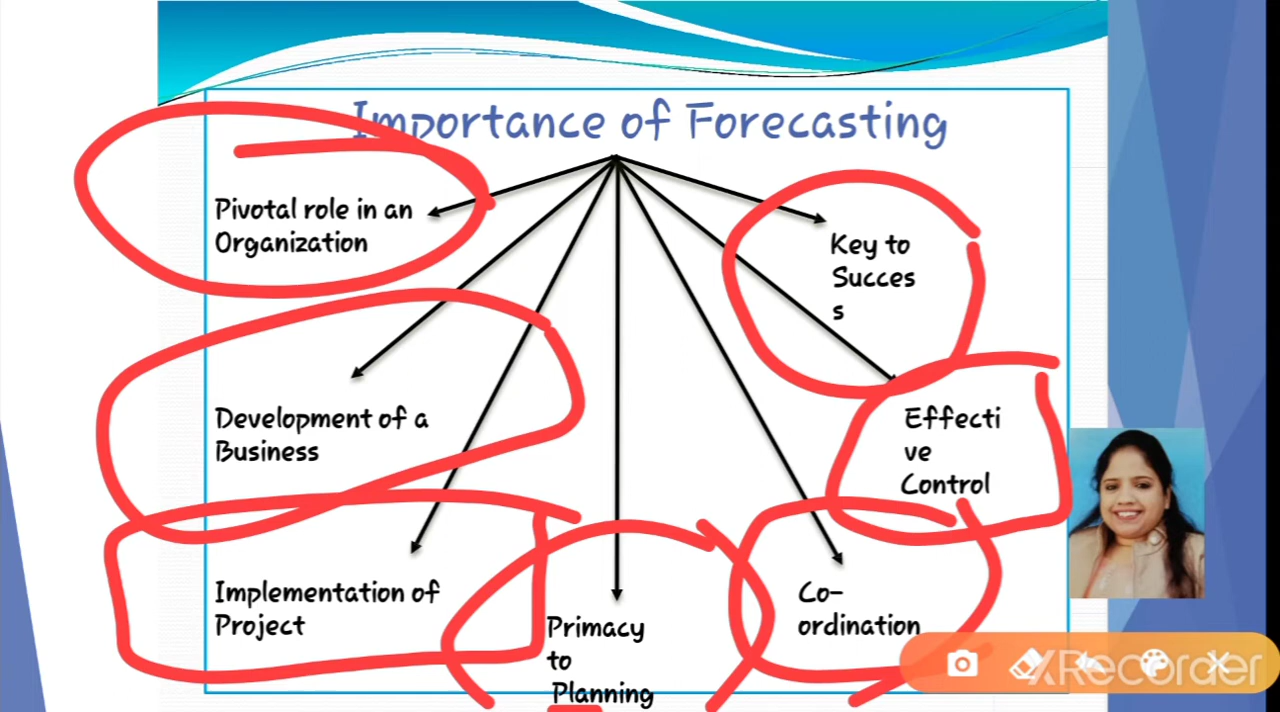 Importance of Forecasting
Pivotal role in an
Organization
Key to
Succes
s
Development of a
Business
Effecti
ve
Control
Implementation of
Project
Primacy
to
Planning
Co-
ordination
XRecorder